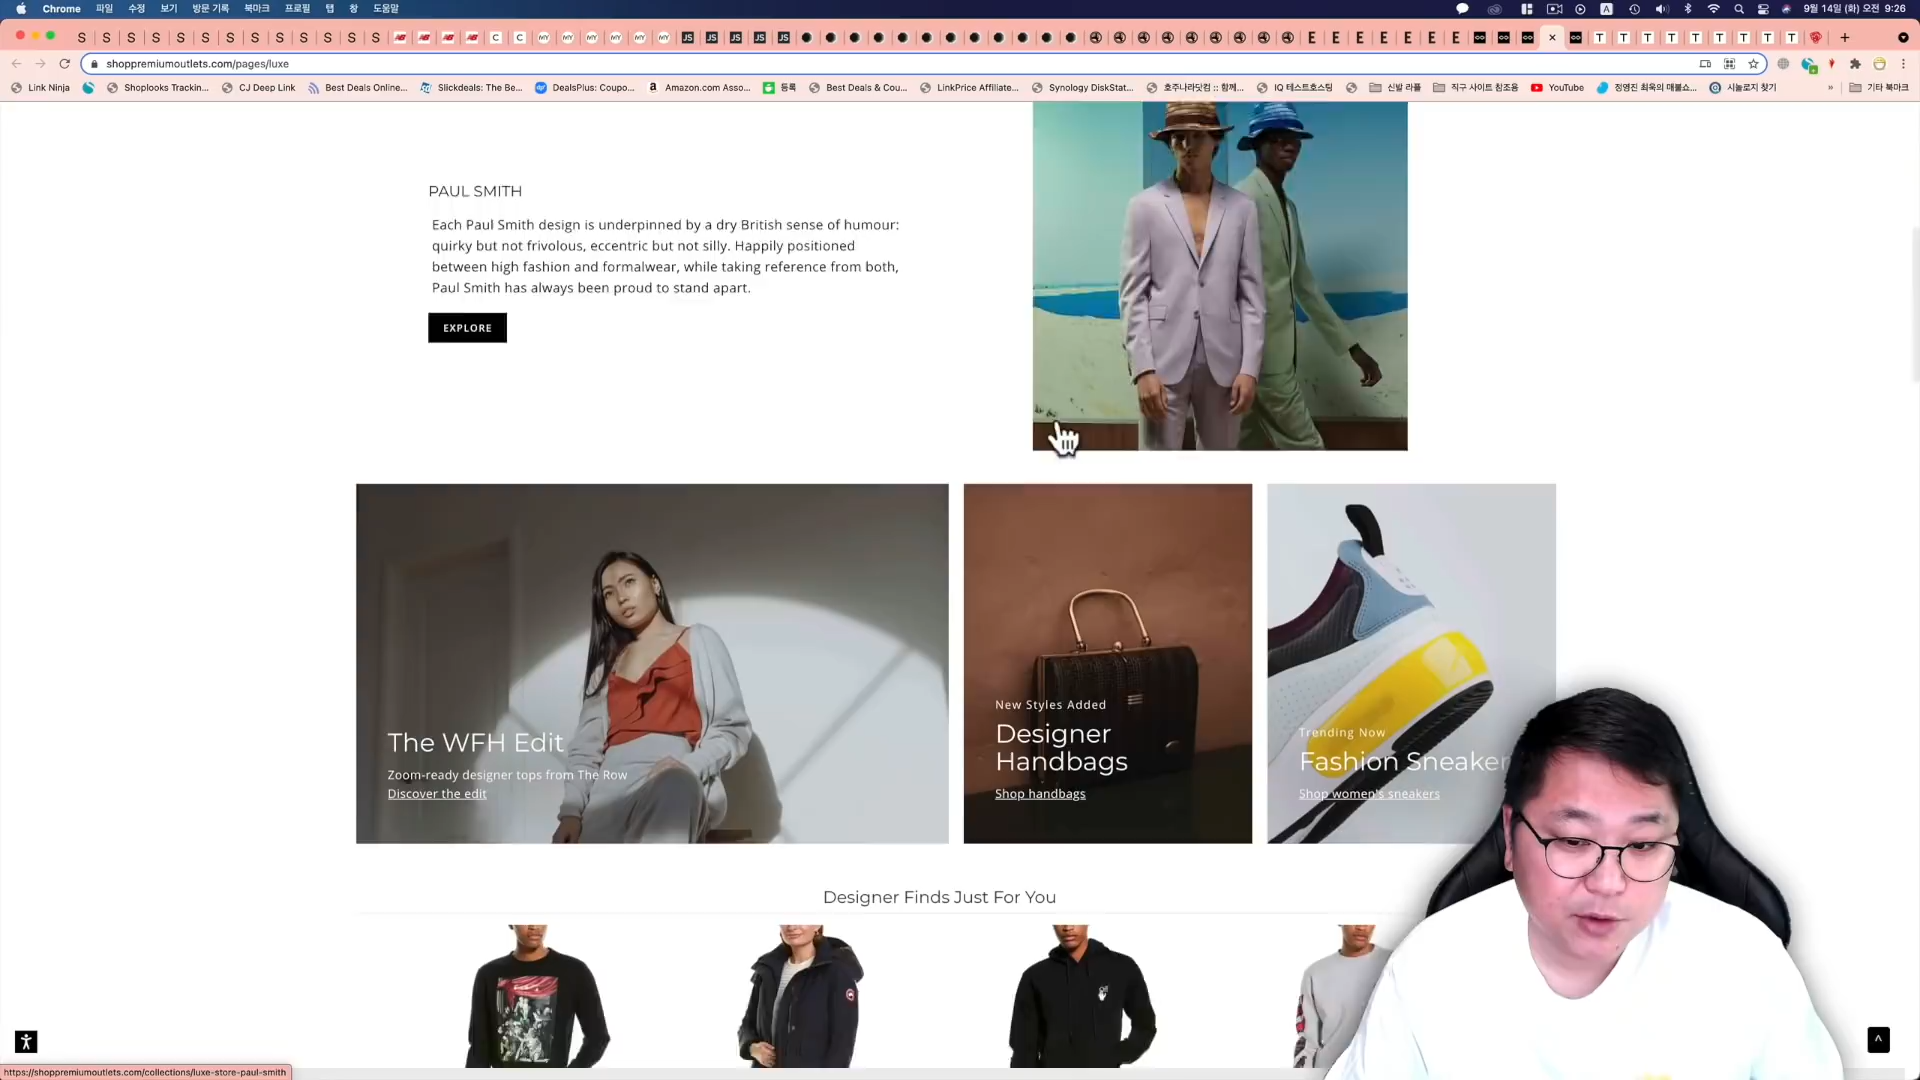 Chrome 파일 수정 보기 방문 기록 북마크 프로필 탭 창 도움말 9월 14일 (화) 오전 9:26
shoppremiumoutlets.com/pages/luxe
Link Ninja Shoplooks Trackin... CJ Deep Link Best Deals Online... Slickdeals: The Be... DealsPlus: Coupo... Amazon.com Asso... 등록 Best Deals & Cou... LinkPrice Affiliate... Synology DiskStat... 호주나라닷컴 :: 함께... IQ 테스트호스팅 신발 라플 직구 사이트 참조용 YouTube 정영진 최욱의 매불쇼... 시놀로지 찾기 » 기타 북마크
PAUL SMITH
Each Paul Smith design is underpinned by a dry British sense of humour:
quirky but not frivolous, eccentric but not silly. Happily positioned
between high fashion and formalwear, while taking reference from both,
Paul Smith has always been proud to stand apart.
EXPLORE
The WFH Edit
Zoom-ready designer tops from The Row
Discover the edit
New Styles Added
Designer
Handbags
Shop handbags
Trending Now
Fashion Sneaker
Shop women's sneakers
Designer Finds Just For You
https://shoppremiumoutlets.com/collections/luxe-store-paul-smith